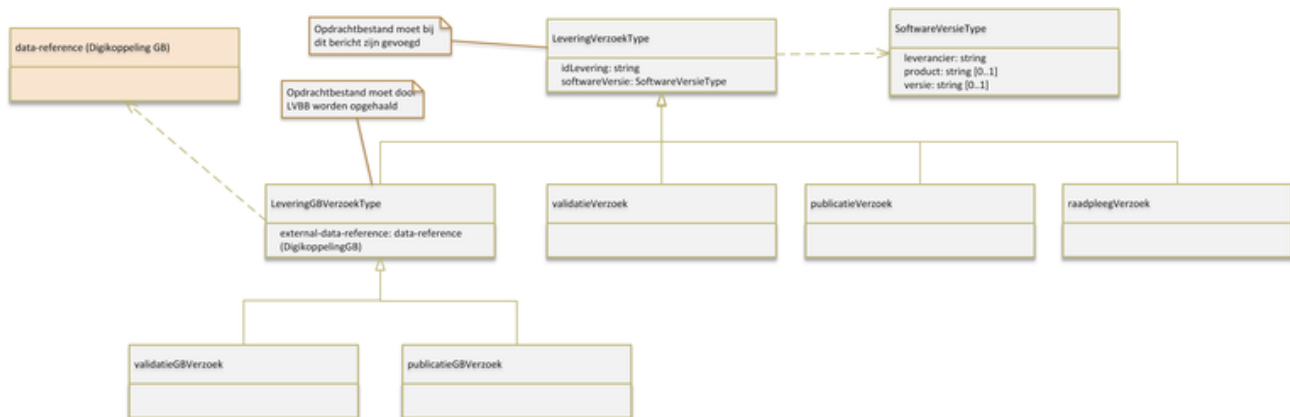 data-reference (Digikoppeling GB)
Opdrachtbestand moet bij
dit bericht zijn gevoegd
LeveringVerzoekType
idLevering: string
softwareVersie: SoftwareVersieType
SoftwareVersieType
leverancier: string
product: string [0..1]
versie: string [0..1]
Opdrachtbestand moet door
LVBB worden opgehaald
LeveringGBVerzoekType
external-data-reference: data-reference
(DigikoppelingGB)
validatieVerzoek
publicatieVerzoek
raadpleegVerzoek
validatieGBVerzoek
publicatieGBVerzoek